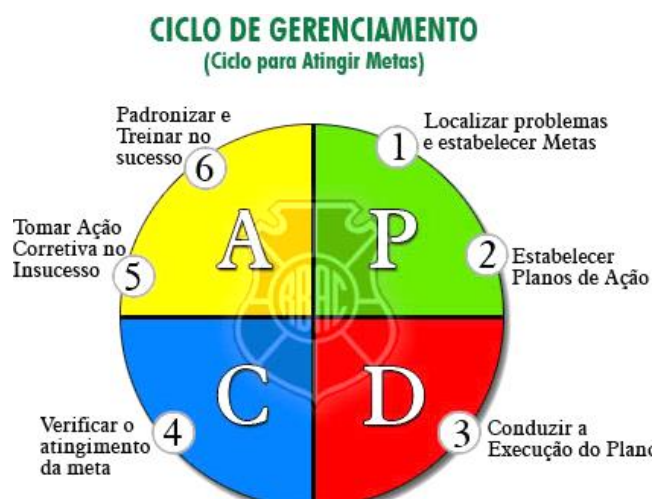 CICLO DE GERENCIAMENTO
(Ciclo para Atingir Metas)
Padronizar e
Treinar no
sucesso
6
1
Localizar problemas
e estabelecer Metas
A
P
Tomar Ação
Corretiva no
Insucesso
5
2
Estabelecer
Planos de Ação
RBAC
C
D
Verificar o
atingimento
da meta
4
3
Conduzir a
Execução do Plano